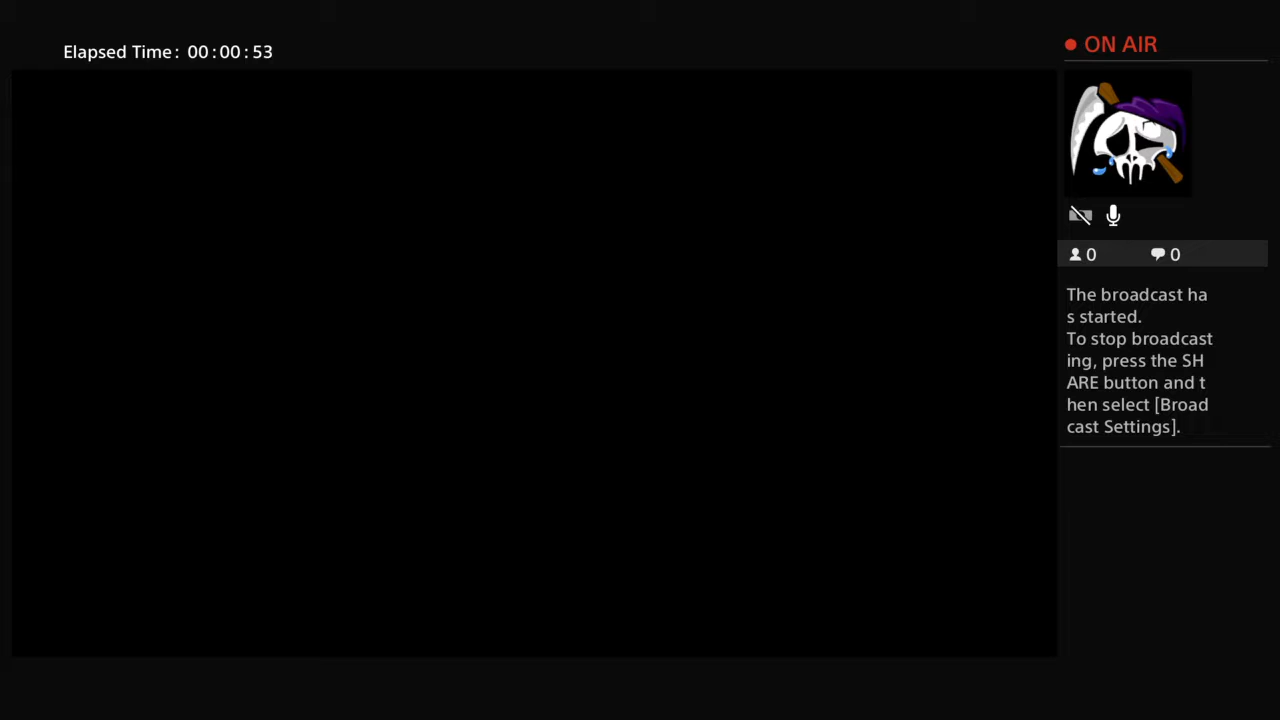 Elapsed Time: 00:00:53
ON AIR
0 0
The broadcast ha
s started.
To stop broadcast
ing, press the SH
ARE button and t
hen select [Broad
cast Settings].